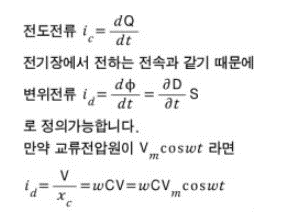 전도전류 i_c = dQ/dt
전기장에서 전하는 전속과 같기 때문에
변위전류 i_d = dϕ/dt = ∂D/∂t S
로 정의가능합니다.
만약 교류전압원이 V_m coswt 라면
i_d = V/x_c = wCV = wCV_m coswt